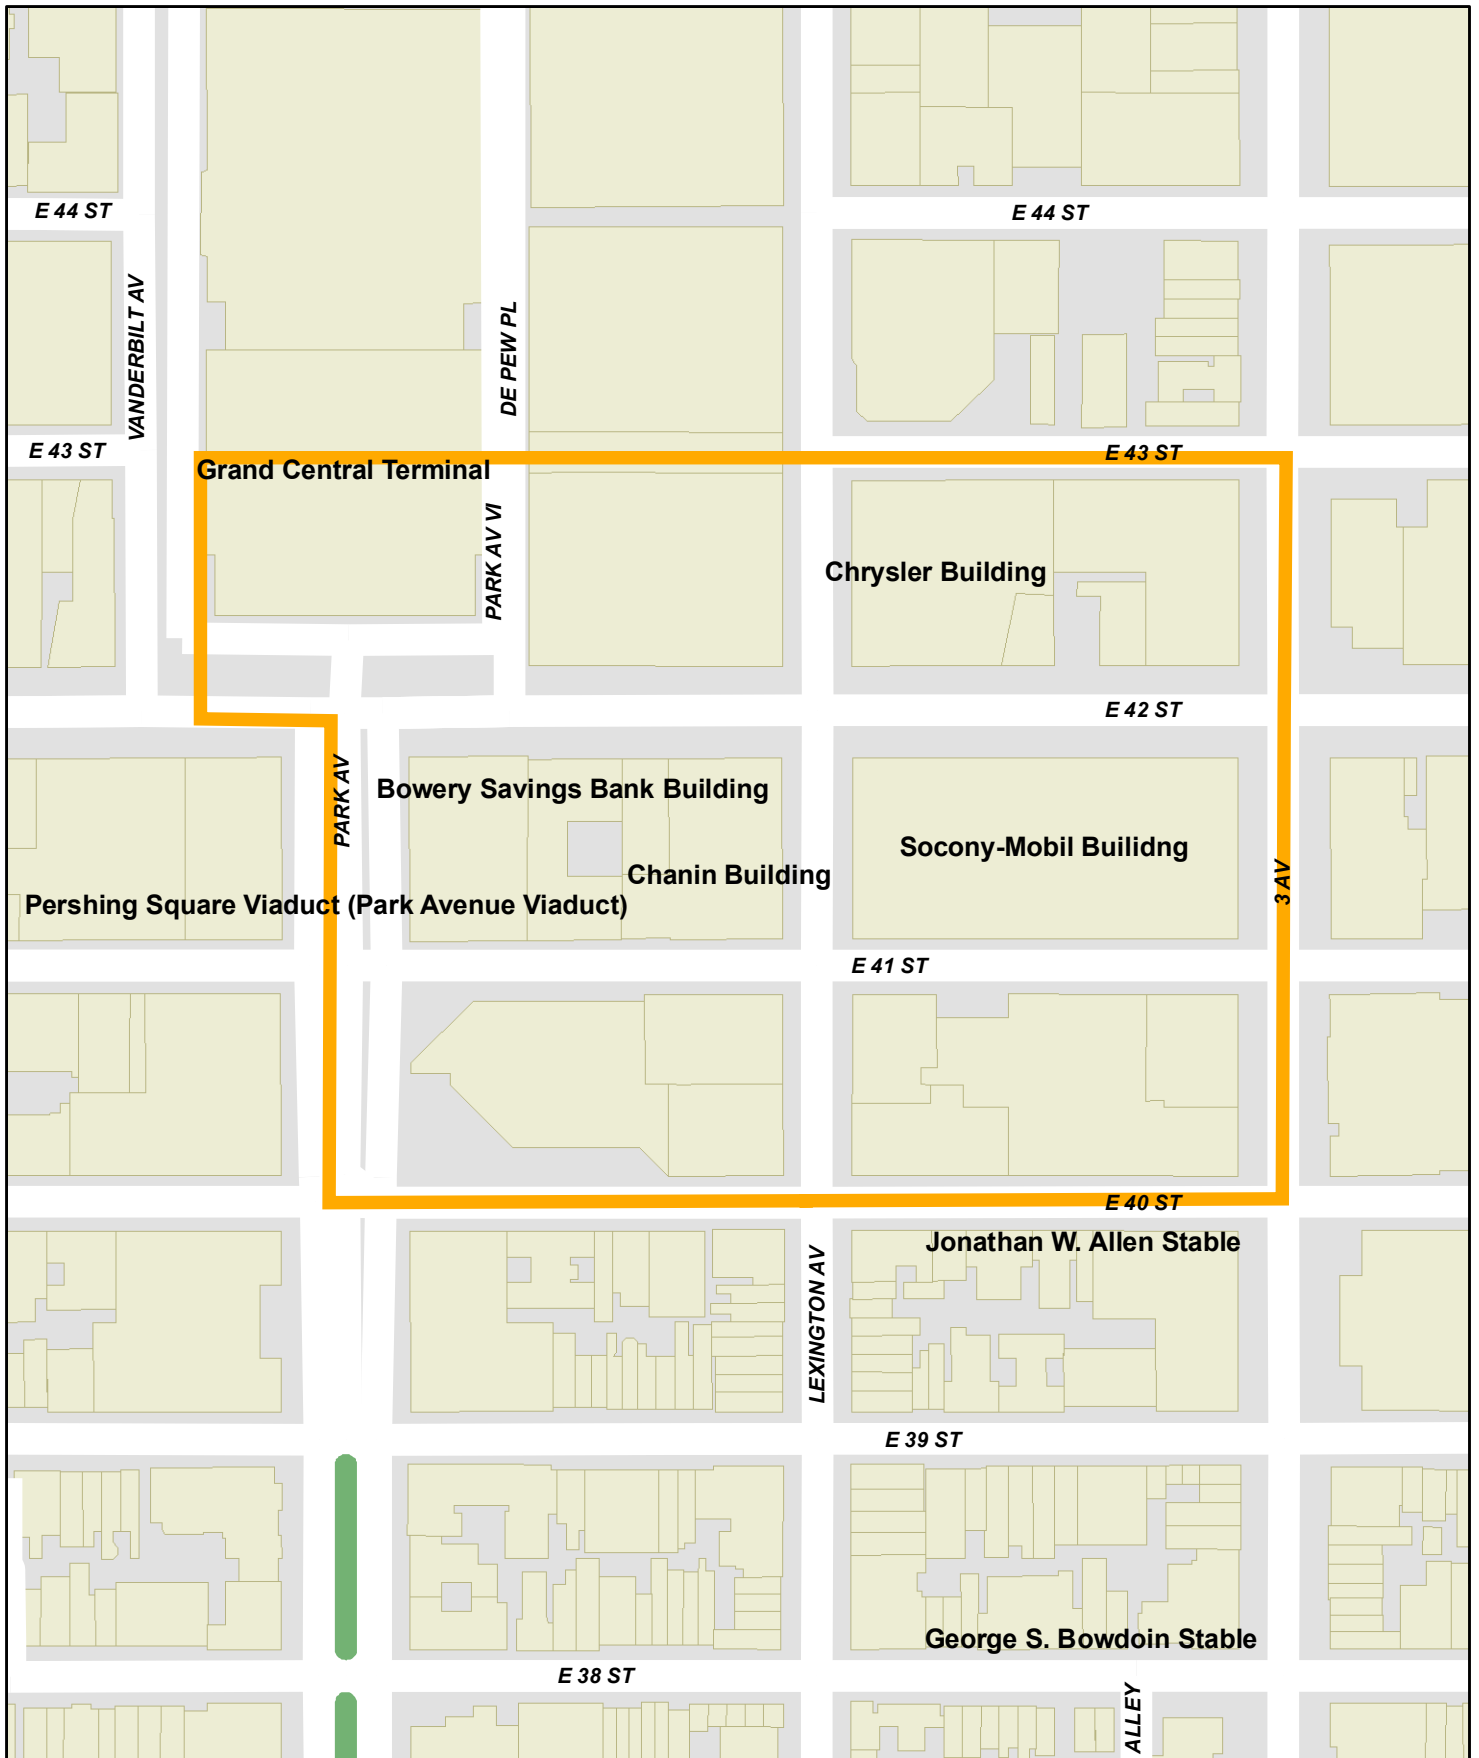 E 44 ST
E 44 ST
VANDERBILT AV
DE PEW PL
E 43 ST
E 43 ST
Grand Central Terminal
PARK AV VI
Chrysler Building
E 42 ST
PARK AV
Bowery Savings Bank Building
Socony-Mobil Builidng
Chanin Building
3 AV
Pershing Square Viaduct (Park Avenue Viaduct)
E 41 ST
E 40 ST
Jonathan W. Allen Stable
LEXINGTON AV
E 39 ST
George S. Bowdoin Stable
E 38 ST
ALLEY